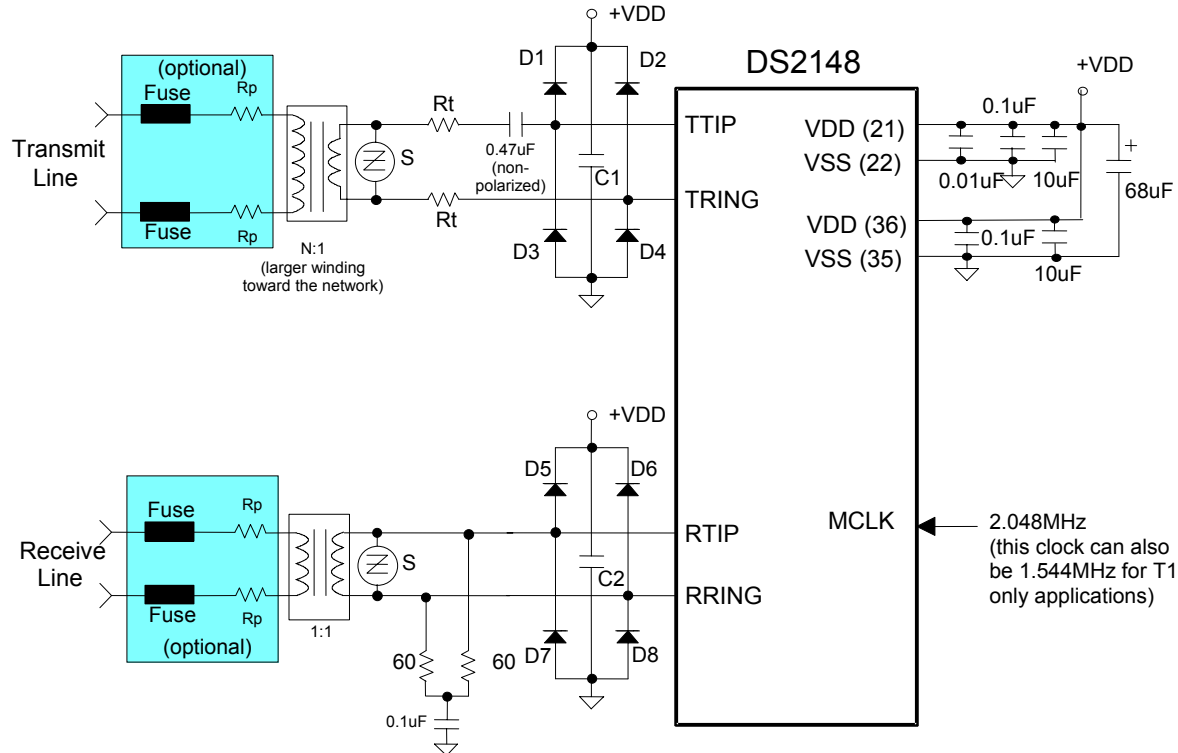 +VDD
(optional)
Fuse
Rp
D1
D2
DS2148
+VDD
Transmit
Line
Rt
0.47uF
(non-
polarized)
S
C1
TTIP
VDD (21)
0.1uF
+
VSS (22)
0.01uF
10uF
68uF
TRING
Fuse
Rp
Rt
D3
D4
VDD (36)
0.1uF
VSS (35)
10uF
N:1
(larger winding
toward the network)
+VDD
D5
D6
Fuse
Rp
Receive
Line
S
C2
RTIP
MCLK
2.048MHz
(this clock can also
be 1.544MHz for T1
only applications)
RRING
Fuse
Rp
(optional)
1:1
60
60
D7
D8
0.1uF